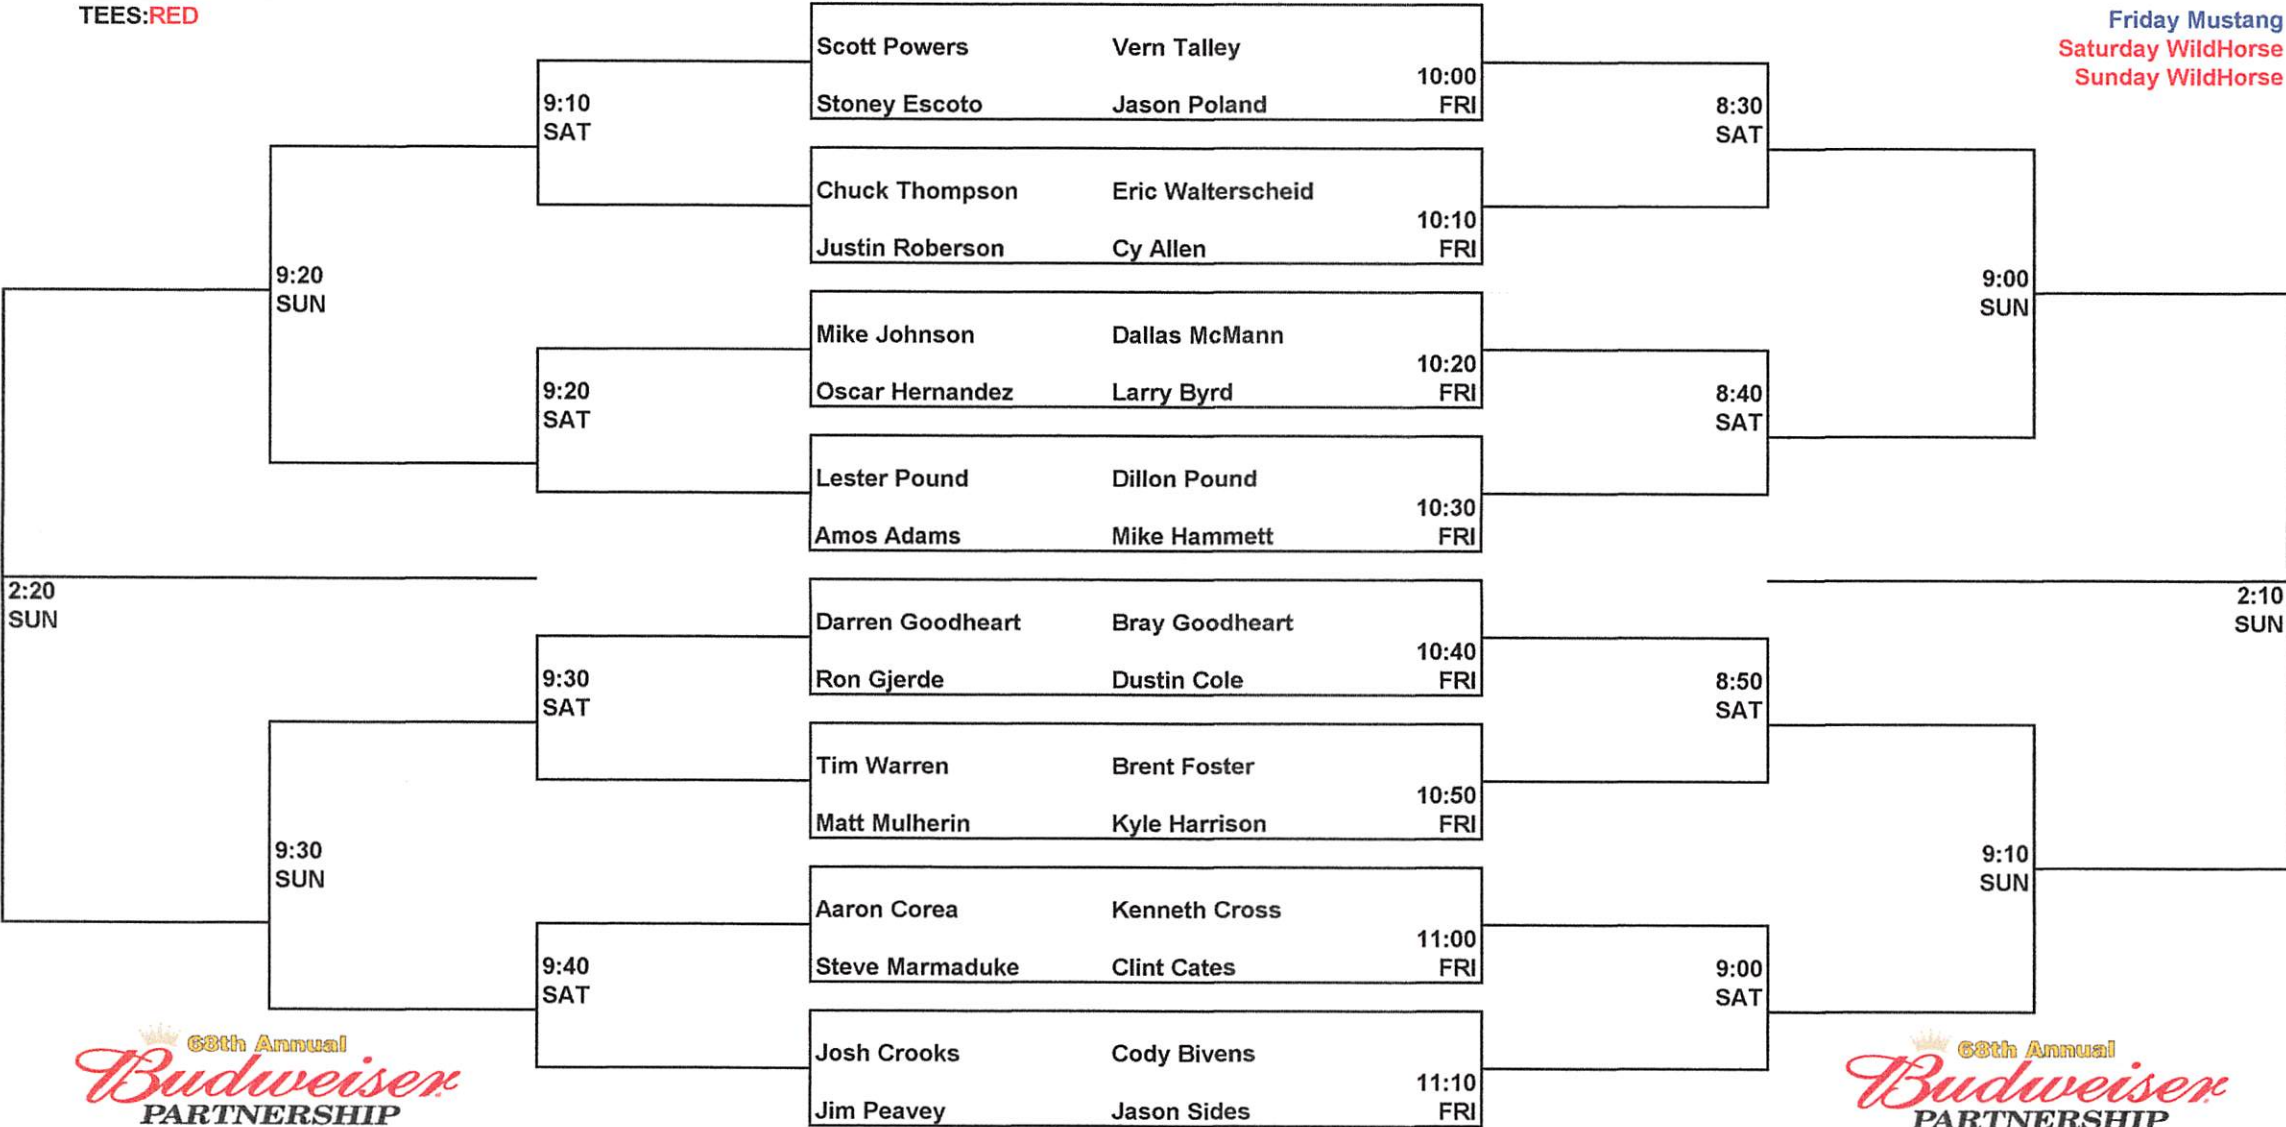 TEES:RED
Friday Mustang
Saturday WildHorse
Sunday WildHorse
Scott Powers Vern Talley
10:00
Stoney Escoto Jason Poland FRI
9:10
SAT
8:30
SAT
Chuck Thompson Eric Walterscheid
10:10
Justin Roberson Cy Allen FRI
9:20
SUN
9:00
SUN
Mike Johnson Dallas McMann
10:20
Oscar Hernandez Larry Byrd FRI
9:20
SAT
8:40
SAT
Lester Pound Dillon Pound
10:30
Amos Adams Mike Hammett FRI
2:20
SUN
2:10
SUN
Darren Goodheart Bray Goodheart
10:40
Ron Gjerde Dustin Cole FRI
9:30
SAT
8:50
SAT
Tim Warren Brent Foster
10:50
Matt Mulherin Kyle Harrison FRI
9:30
SUN
9:10
SUN
Aaron Corea Kenneth Cross
11:00
Steve Marmaduke Clint Cates FRI
9:40
SAT
9:00
SAT
Josh Crooks Cody Bivens
11:10
Jim Peavey Jason Sides FRI
68th Annual
Budweiser
PARTNERSHIP
68th Annual
Budweiser
PARTNERSHIP